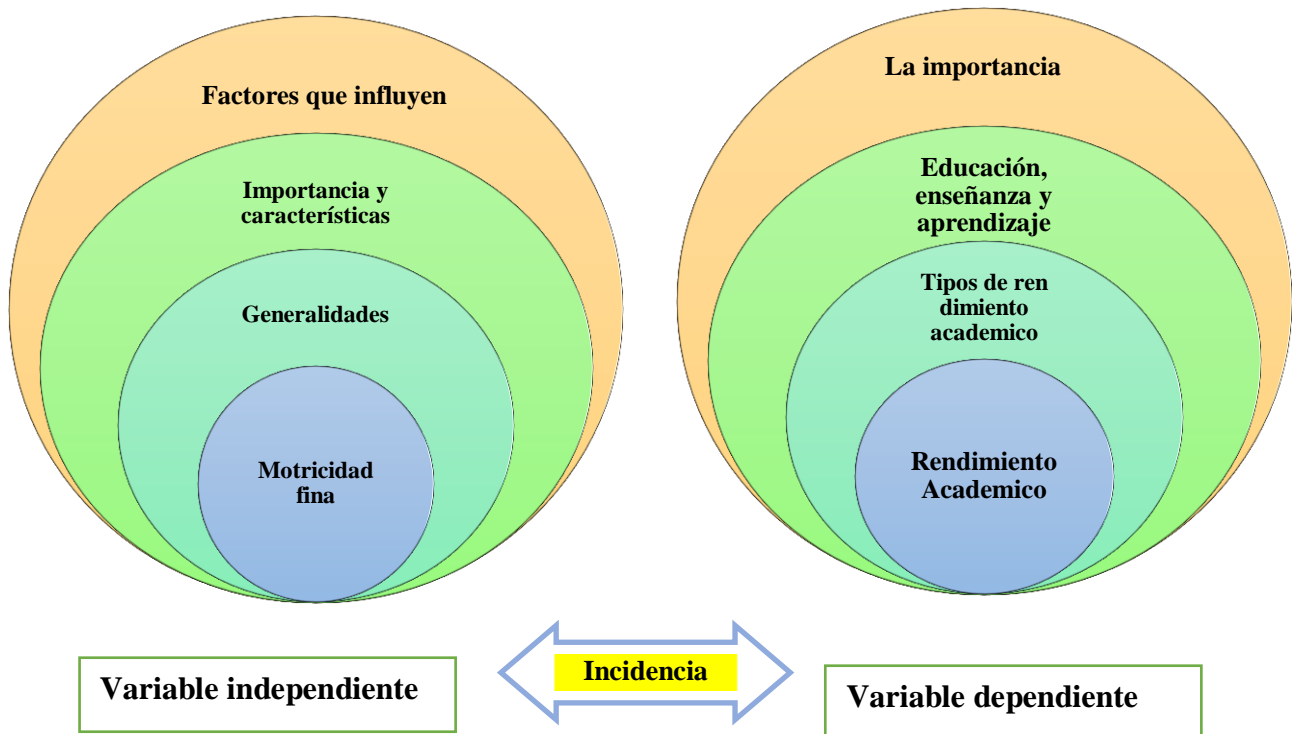 Factores que influyen
Importancia y
características
Generalidades
Motricidad
fina
La importancia
Educación,
enseñanza y
aprendizaje
Tipos de ren
dimiento
academico
Rendimiento
Academico
Variable independiente
Incidencia
Variable dependiente